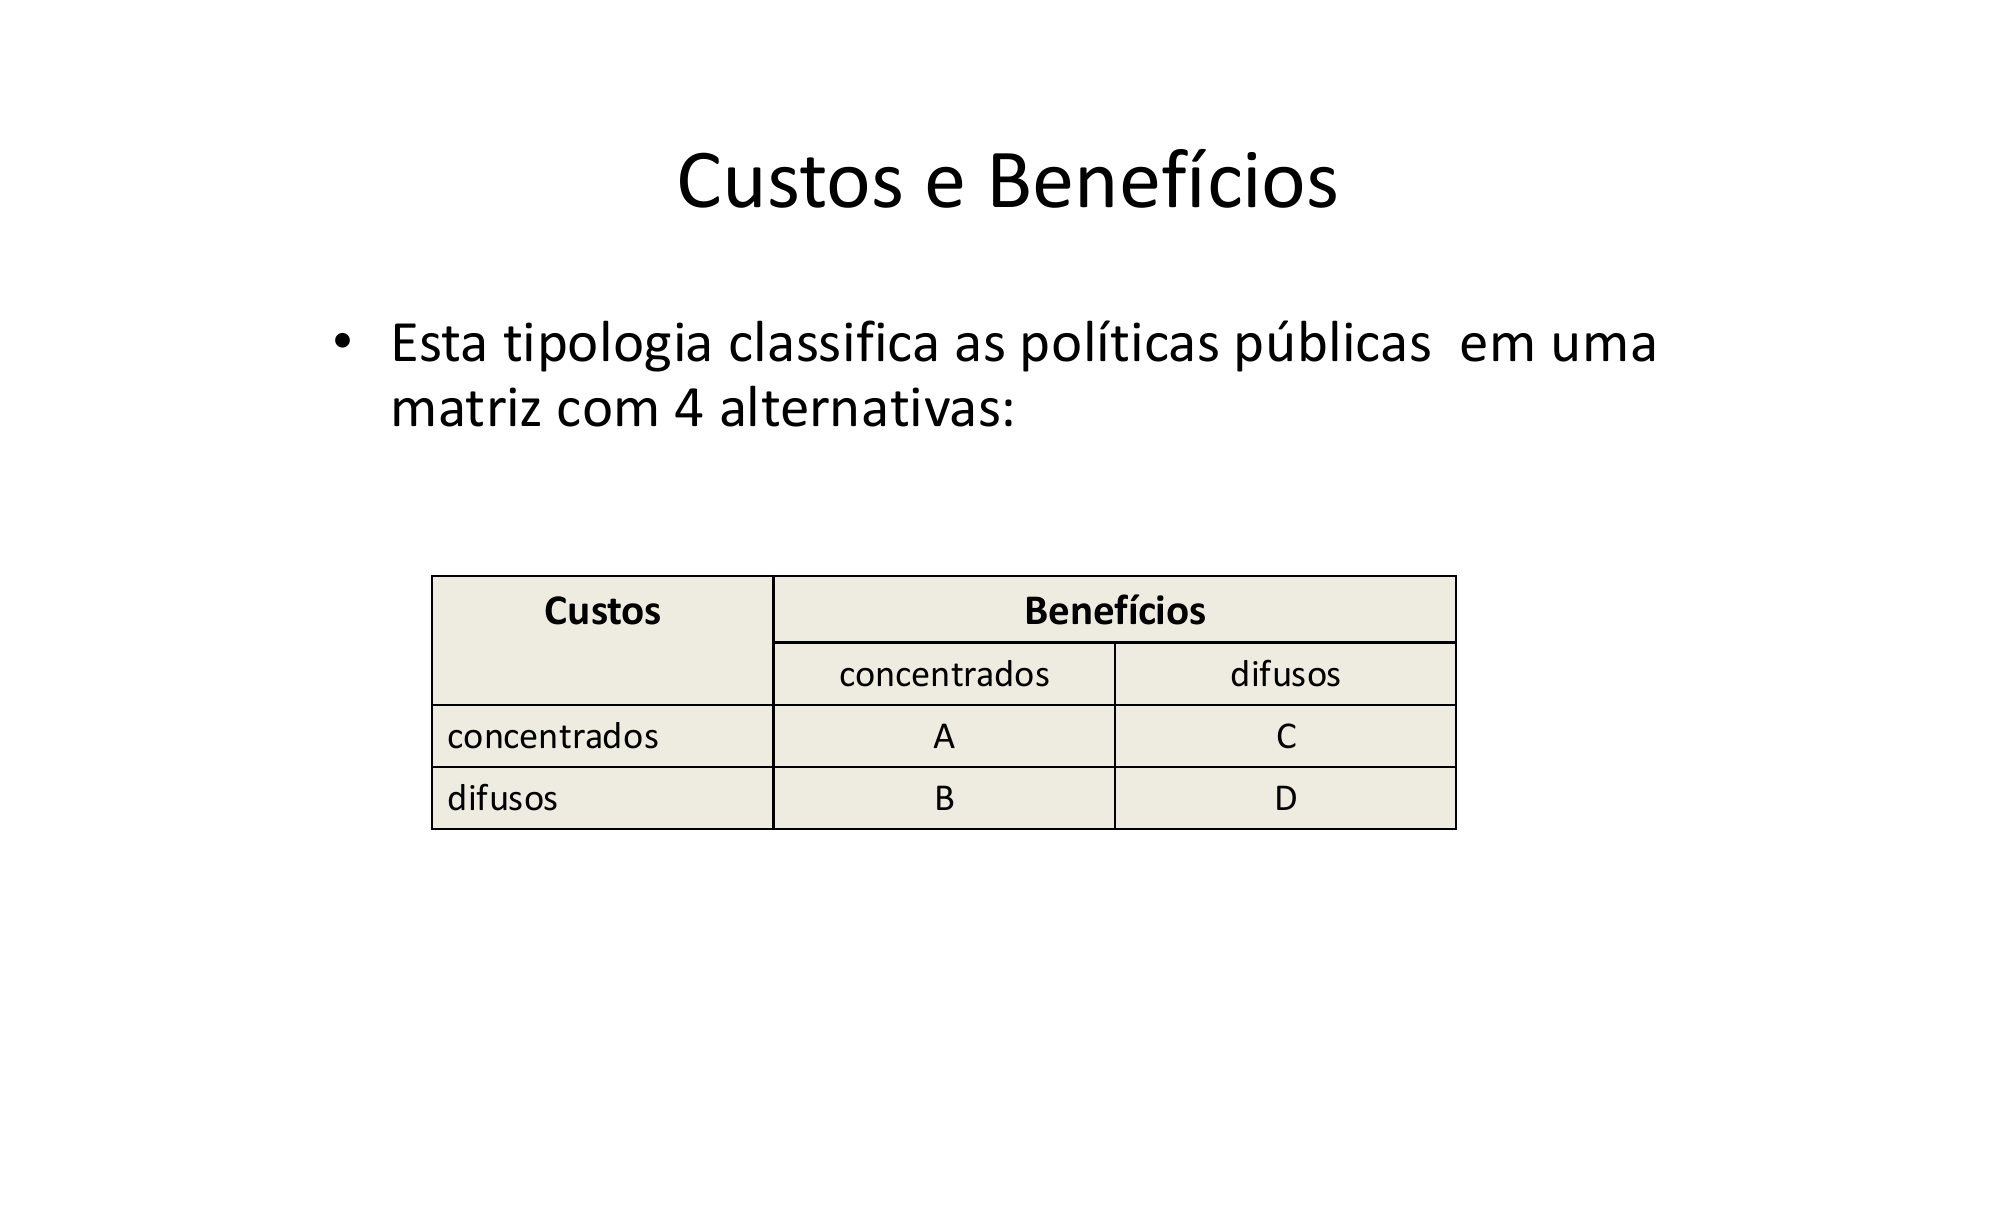 Custos e Benefícios
• Esta tipologia classifica as políticas públicas em uma
matriz com 4 alternativas:
Custos Benefícios
concentrados difusos
concentrados A C
difusos B D